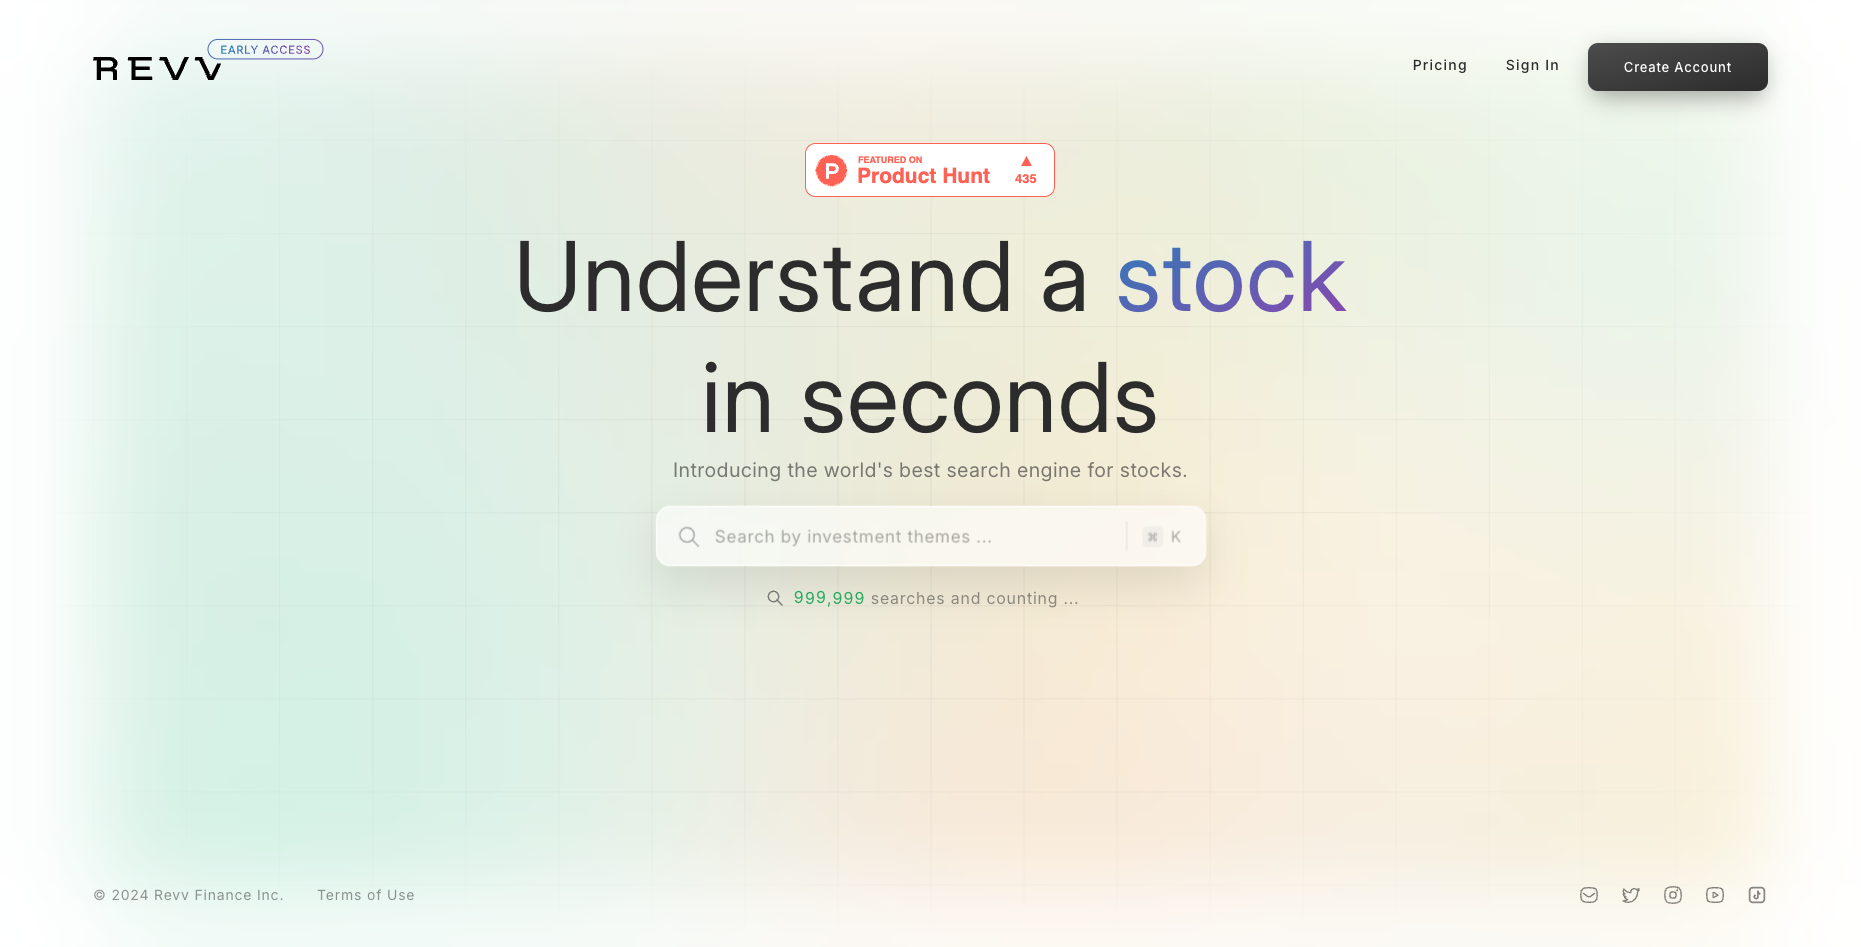 REVV
EARLY ACCESS
Pricing
Sign In
Create Account
FEATURED ON
Product Hunt
435
Understand a stock
in seconds
Introducing the world's best search engine for stocks.
Search by investment themes ...
⌘ K
999,999 searches and counting ...
© 2024 Revv Finance Inc.
Terms of Use